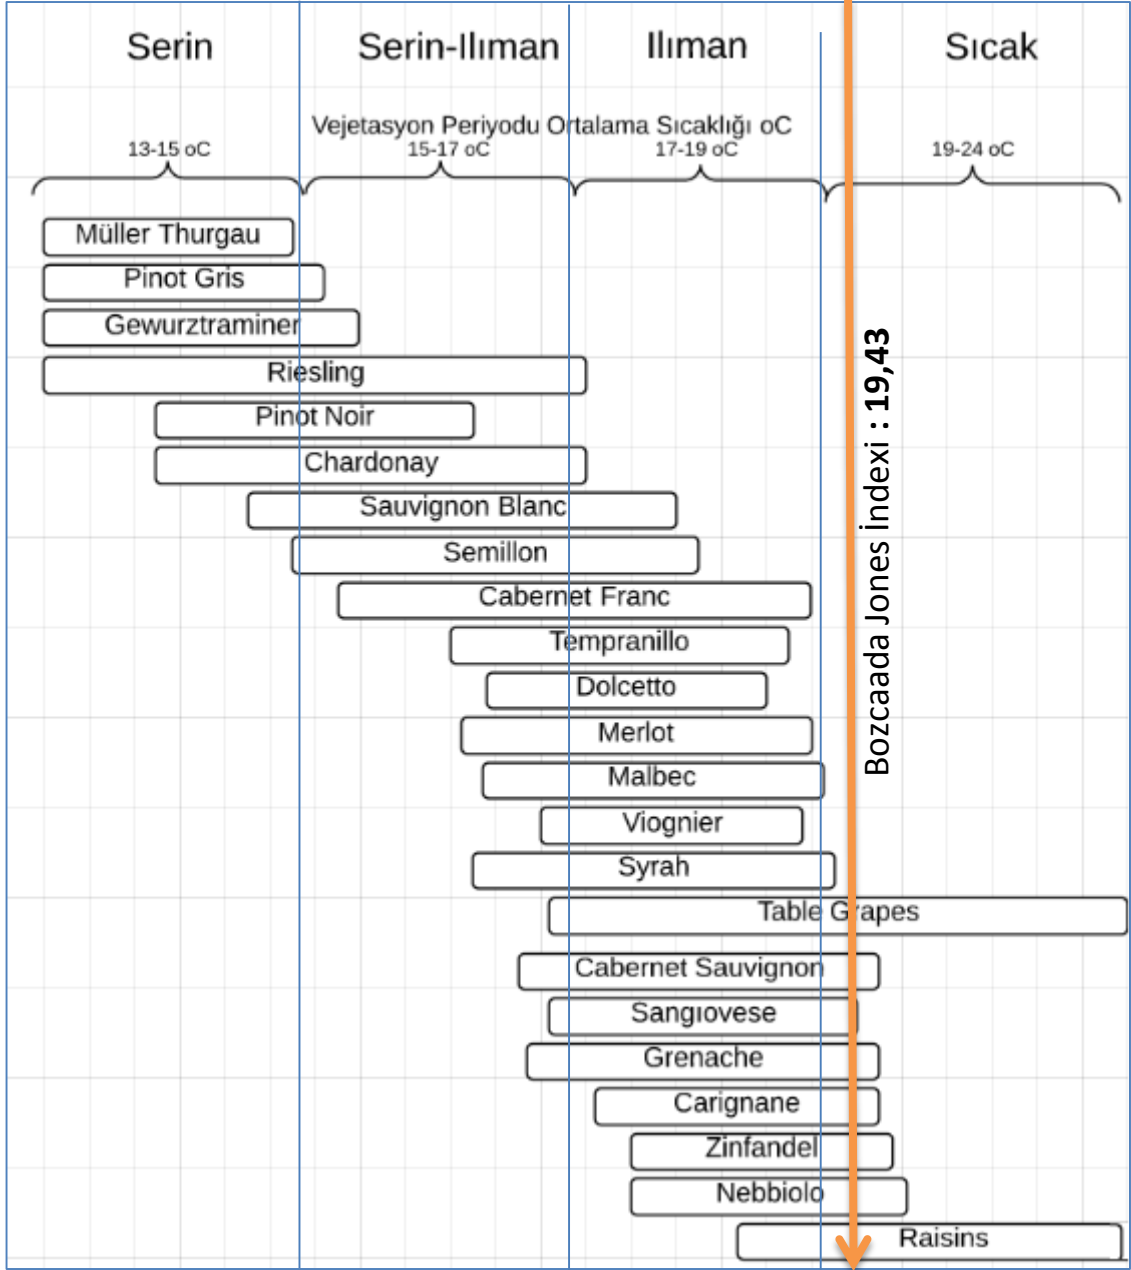 Serin
Serin-Ilıman
Ilıman
Sıcak
Vejetasyon Periyodu Ortalama Sıcaklığı oC
13-15 oC
15-17 oC
17-19 oC
19-24 oC
Müller Thurgau
Pinot Gris
Gewurztraminer
Riesling
Pinot Noir
Chardonay
Sauvignon Blanc
Semillon
Cabernet Franc
Tempranillo
Dolcetto
Merlot
Malbec
Viognier
Syrah
Table Grapes
Cabernet Sauvignon
Sangıovese
Grenache
Carignane
Zinfandel
Nebbiolo
Raisins
Bozcaada Jones İndexi : 19,43